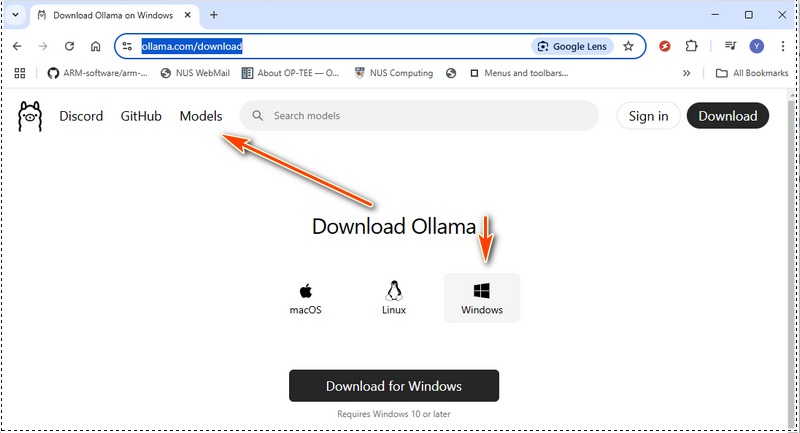 Download Ollama on Windows
ollama.com/download
Google Lens
Y
ARM-software/arm-...
NUS WebMail
About OP-TEE — O...
NUS Computing
Menus and toolbars...
All Bookmarks
Discord
GitHub
Models
Search models
Sign in
Download
Download Ollama
macOS
Linux
Windows
Download for Windows
Requires Windows 10 or later